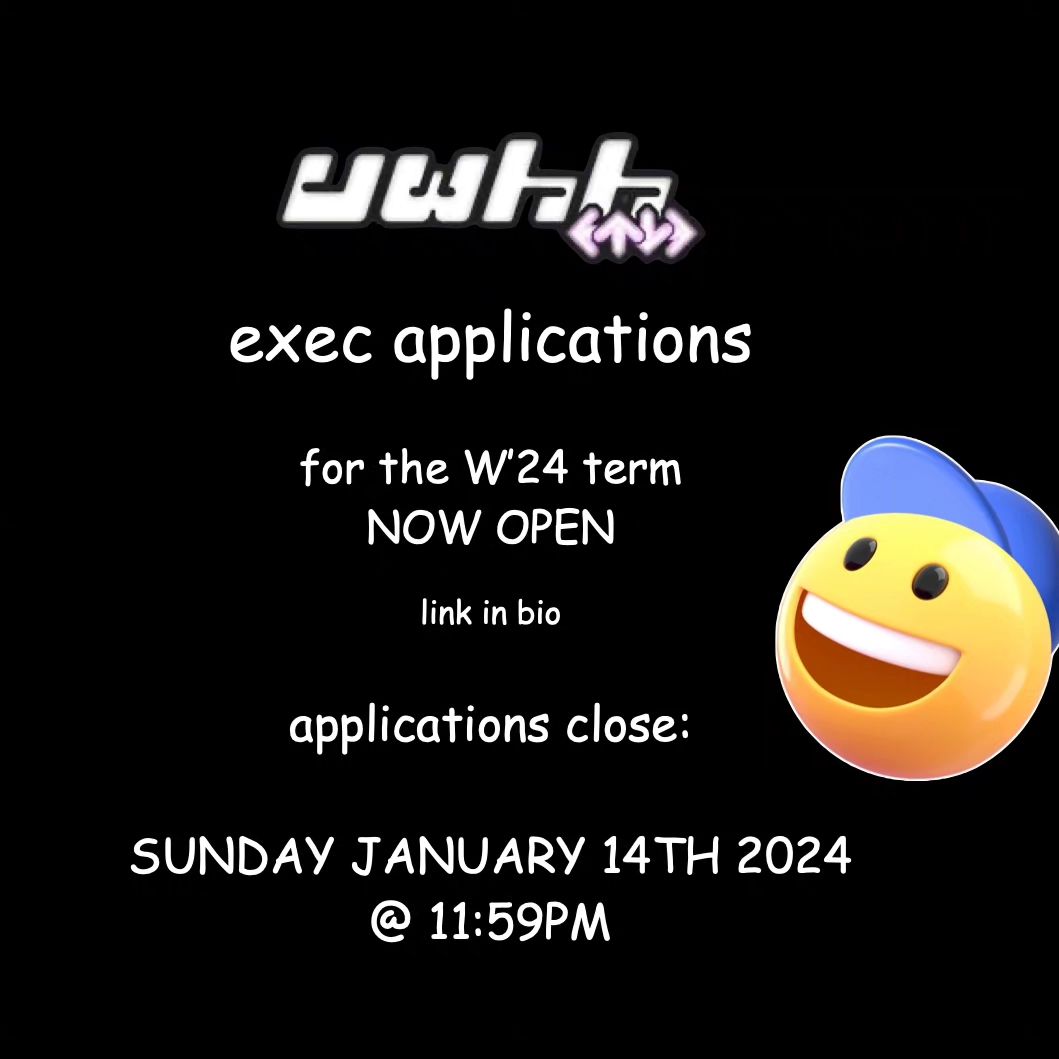 uwhh
exec applications
for the W'24 term
NOW OPEN
link in bio
applications close:
SUNDAY JANUARY 14TH 2024
@ 11:59PM